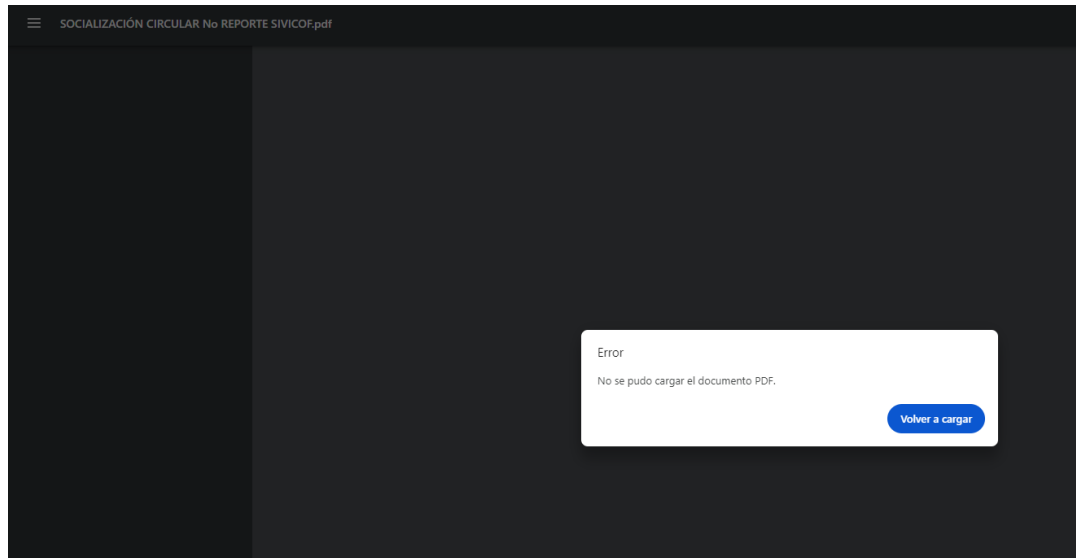 SOCIALIZACIÓN CIRCULAR No REPORTE SIVICOF.pdf
Error
No se pudo cargar el documento PDF.
Volver a cargar